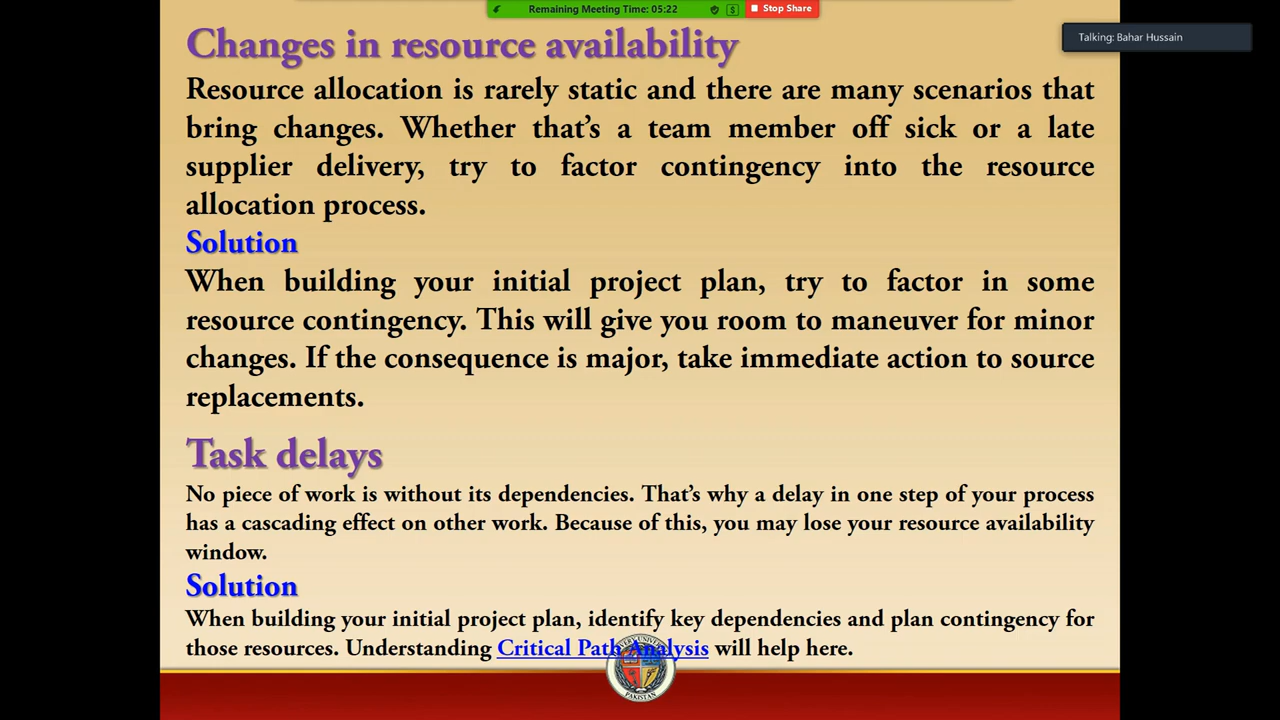 Remaining Meeting Time: 05:22
Stop Share
Talking: Bahar Hussain
Changes in resource availability
Resource allocation is rarely static and there are many scenarios that
bring changes. Whether that's a team member off sick or a late
supplier delivery, try to factor contingency into the resource
allocation process.
Solution
When building your initial project plan, try to factor in some
resource contingency. This will give you room to maneuver for minor
changes. If the consequence is major, take immediate action to source
replacements.
Task delays
No piece of work is without its dependencies. That's why a delay in one step of your process
has a cascading effect on other work. Because of this, you may lose your resource availability
window.
Solution
When building your initial project plan, identify key dependencies and plan contingency for
those resources. Understanding Critical Path Analysis will help here.
PAKISTAN